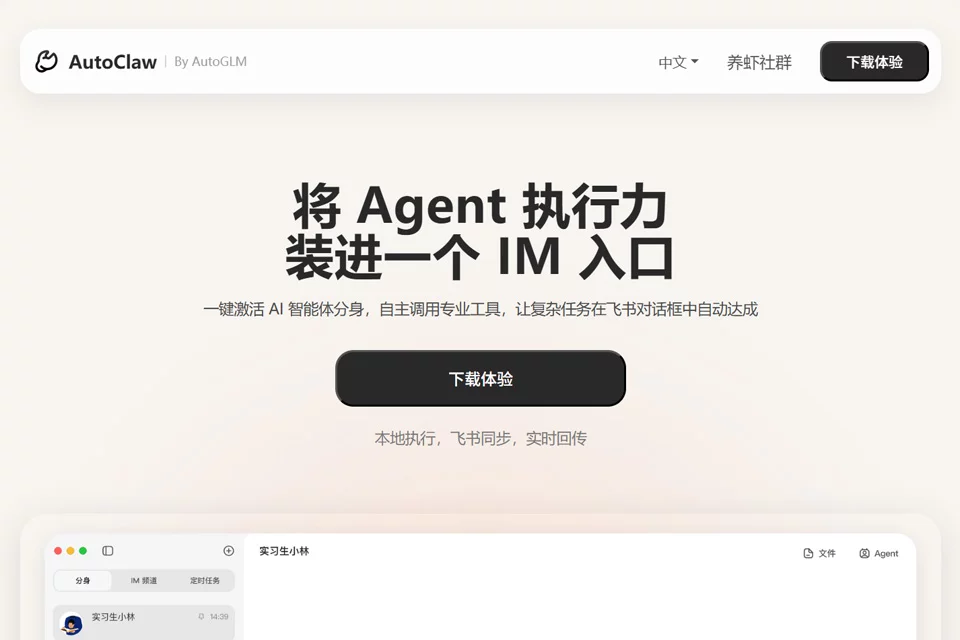 AutoClaw | By AutoGLM
中文
养虾社群
下载体验
将 Agent 执行力
装进一个 IM 入口
一键激活 AI 智能体分身，自主调用专业工具，让复杂任务在飞书对话框中自动达成
下载体验
本地执行，飞书同步，实时回传
实习生小林
文件
Agent
分身
IM 频道
定时任务
实习生小林
14:39